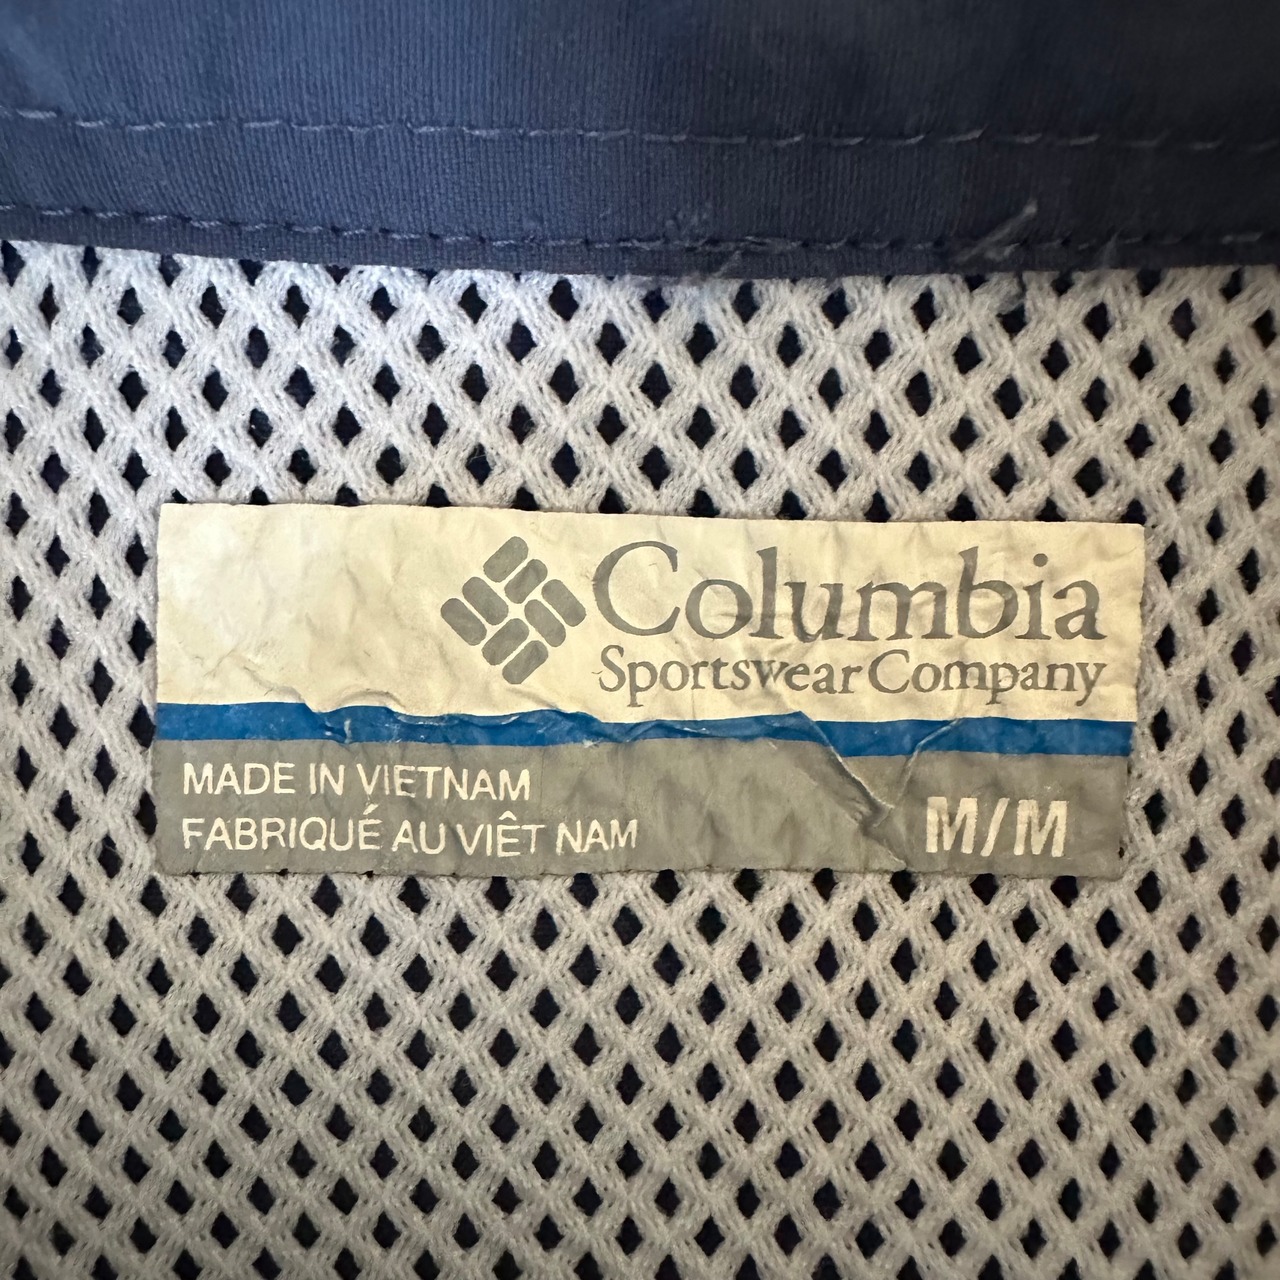 Columbia
Sportswear Company
MADE IN VIETNAM
FABRIQUÉ AU VIÊT NAM
M/M